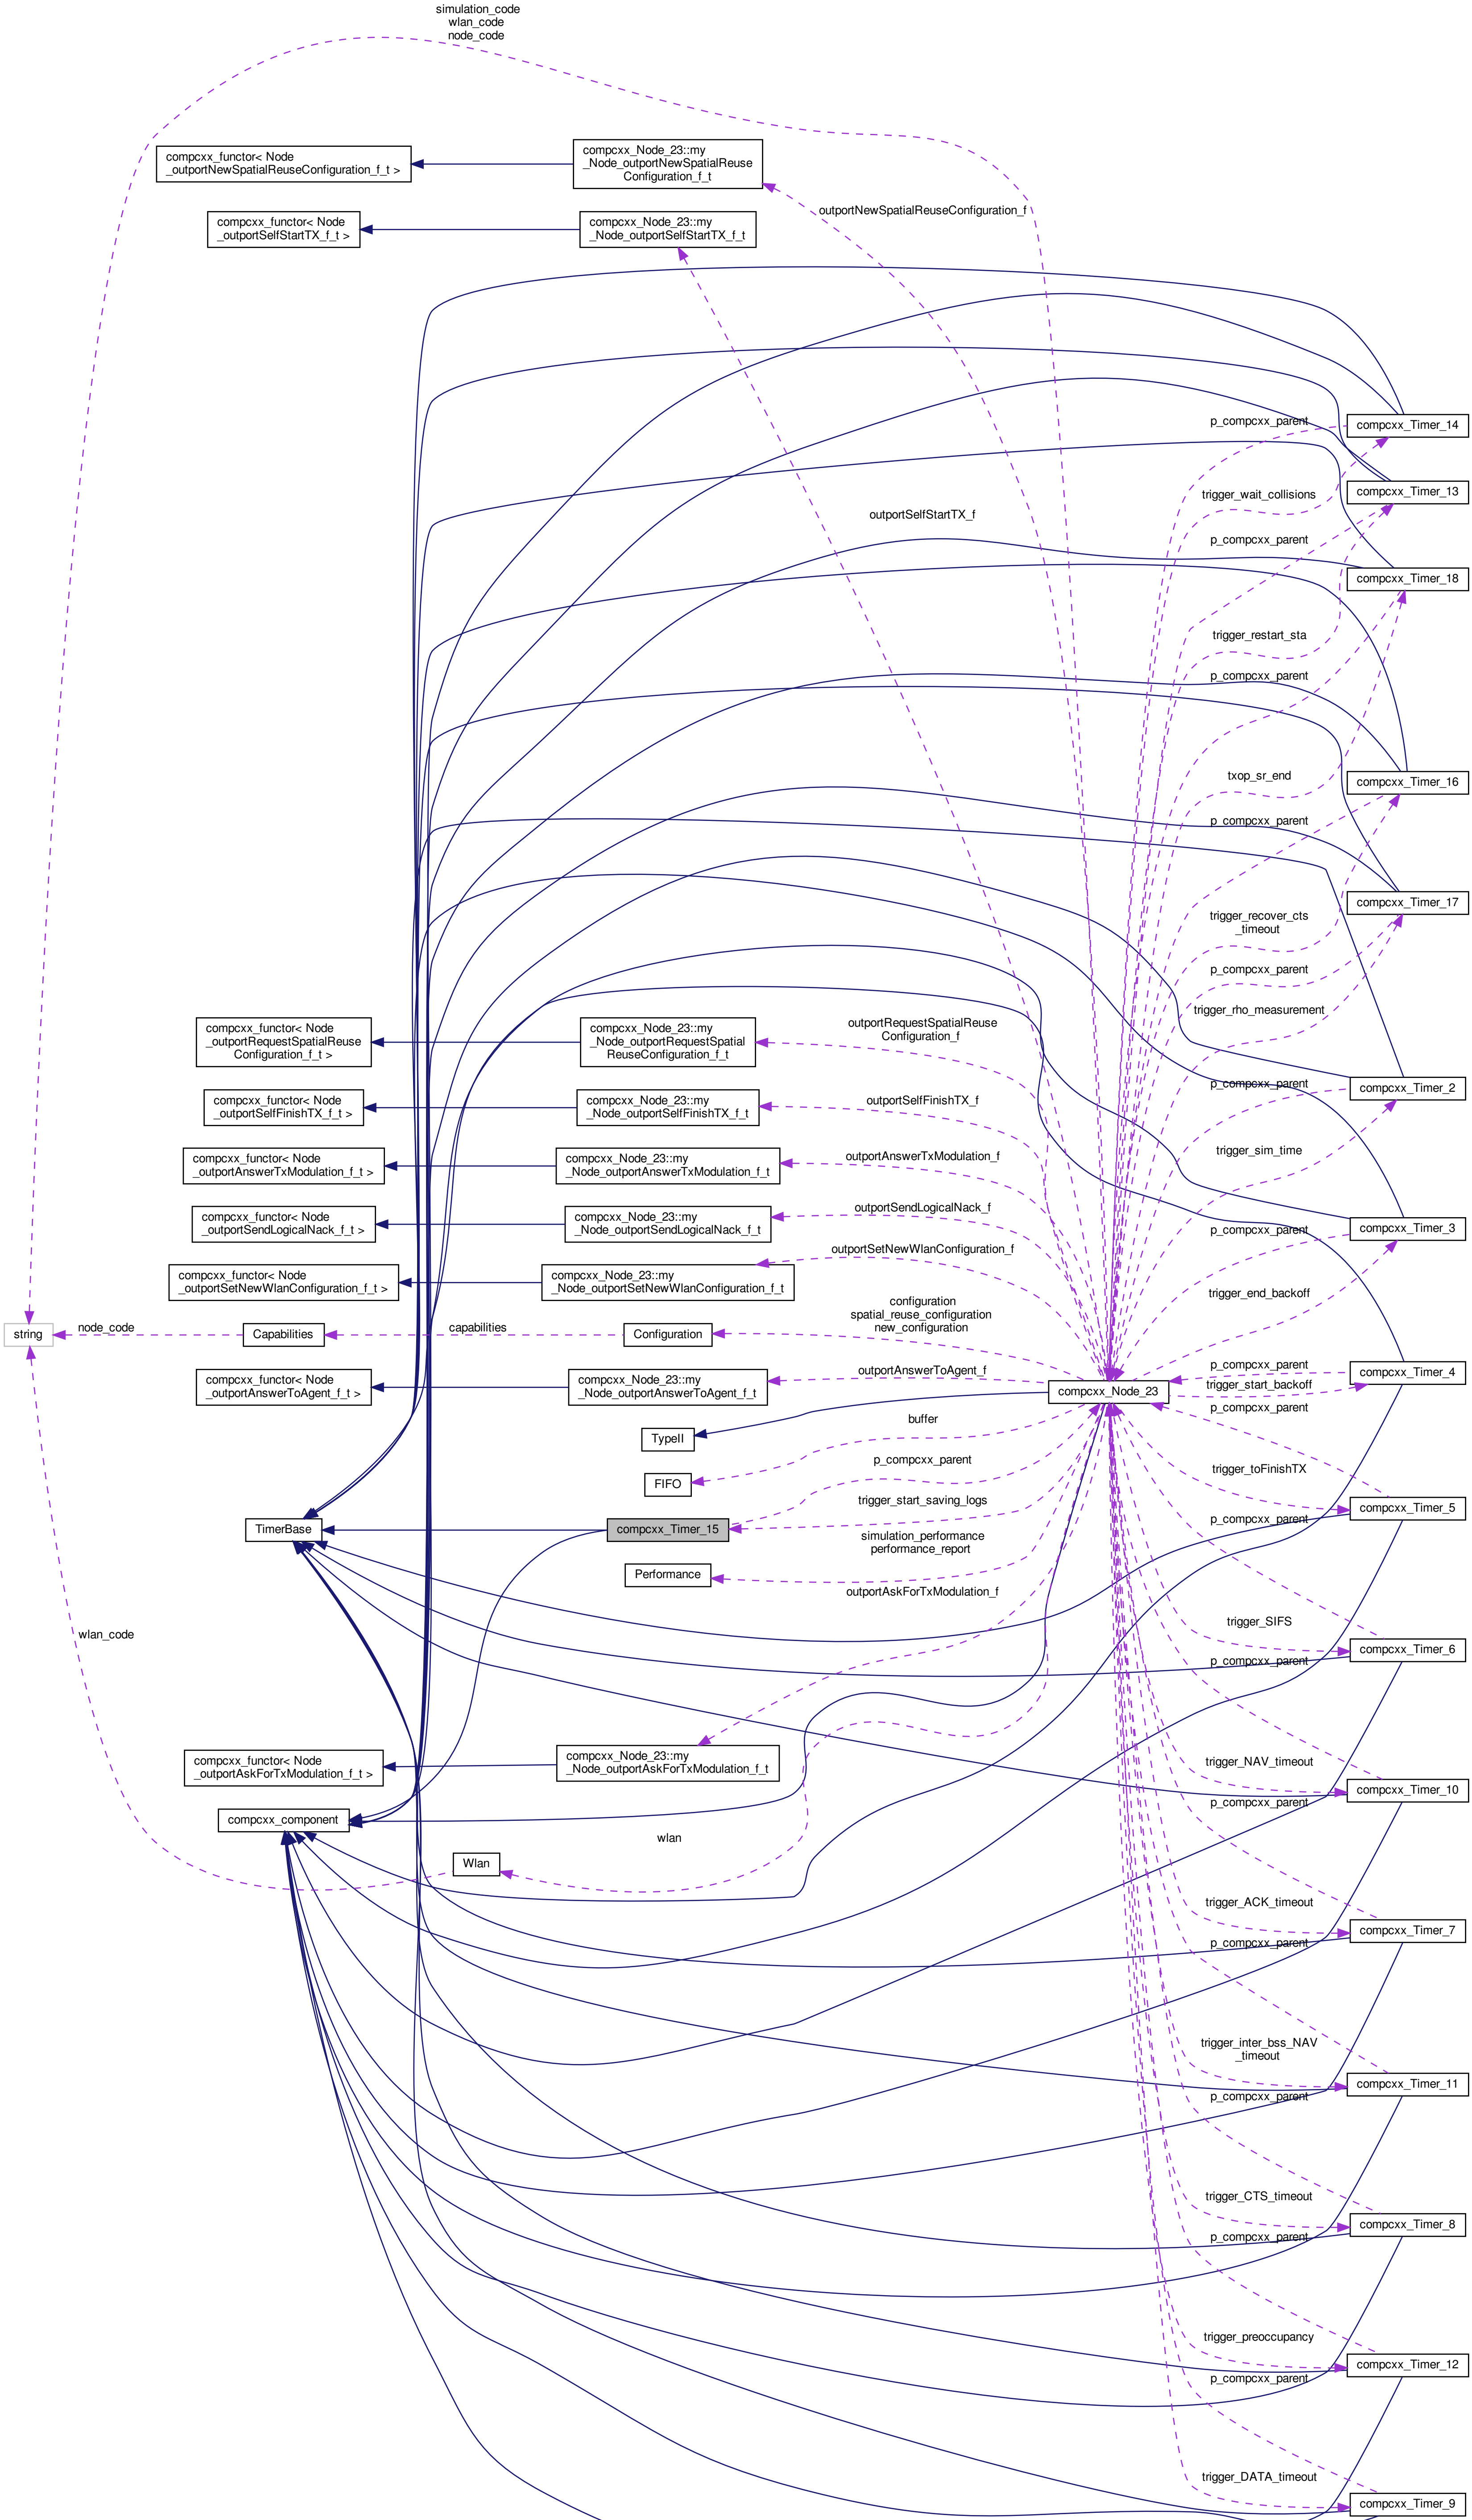 simulation_code
wlan_code
node_code
compcxx_functor< Node
_outportNewSpatialReuseConfiguration_f_t >
compcxx_Node_23::my
_Node_outportNewSpatialReuse
Configuration_f_t
outportNewSpatialReuseConfiguration_f
compcxx_functor< Node
_outportSelfStartTX_f_t >
compcxx_Node_23::my
_Node_outportSelfStartTX_f_t
p_compcxx_parent
compcxx_Timer_14
trigger_wait_collisions
compcxx_Timer_13
outportSelfStartTX_f
p_compcxx_parent
compcxx_Timer_18
trigger_restart_sta
p_compcxx_parent
txop_sr_end
compcxx_Timer_16
p_compcxx_parent
compcxx_Timer_17
trigger_recover_cts
_timeout
p_compcxx_parent
trigger_rho_measurement
compcxx_functor< Node
_outportRequestSpatialReuse
Configuration_f_t >
compcxx_Node_23::my
_Node_outportRequestSpatial
ReuseConfiguration_f_t
outportRequestSpatialReuse
Configuration_f
p_compcxx_parent
compcxx_Timer_2
compcxx_functor< Node
_outportSelfFinishTX_f_t >
compcxx_Node_23::my
_Node_outportSelfFinishTX_f_t
outportSelfFinishTX_f
trigger_sim_time
compcxx_functor< Node
_outportAnswerTxModulation_f_t >
compcxx_Node_23::my
_Node_outportAnswerTxModulation_f_t
outportAnswerTxModulation_f
compcxx_functor< Node
_outportSendLogicalNack_f_t >
compcxx_Node_23::my
_Node_outportSendLogicalNack_f_t
outportSendLogicalNack_f
p_compcxx_parent
compcxx_Timer_3
compcxx_functor< Node
_outportSetNewWlanConfiguration_f_t >
compcxx_Node_23::my
_Node_outportSetNewWlanConfiguration_f_t
outportSetNewWlanConfiguration_f
trigger_end_backoff
string
node_code
Capabilities
capabilities
Configuration
configuration
spatial_reuse_configuration
new_configuration
compcxx_functor< Node
_outportAnswerToAgent_f_t >
compcxx_Node_23::my
_Node_outportAnswerToAgent_f_t
outportAnswerToAgent_f
compcxx_Node_23
p_compcxx_parent
compcxx_Timer_4
trigger_start_backoff
p_compcxx_parent
TypeII
buffer
FIFO
p_compcxx_parent
trigger_toFinishTX
compcxx_Timer_5
TimerBase
compcxx_Timer_15
trigger_start_saving_logs
p_compcxx_parent
Performance
simulation_performance
performance_report
outportAskForTxModulation_f
wlan_code
trigger_SIFS
compcxx_Timer_6
p_compcxx_parent
compcxx_functor< Node
_outportAskForTxModulation_f_t >
compcxx_Node_23::my
_Node_outportAskForTxModulation_f_t
trigger_NAV_timeout
compcxx_Timer_10
p_compcxx_parent
compcxx_component
wlan
Wlan
trigger_ACK_timeout
compcxx_Timer_7
p_compcxx_parent
trigger_inter_bss_NAV
_timeout
compcxx_Timer_11
p_compcxx_parent
trigger_CTS_timeout
compcxx_Timer_8
p_compcxx_parent
trigger_preoccupancy
compcxx_Timer_12
p_compcxx_parent
trigger_DATA_timeout
compcxx_Timer_9